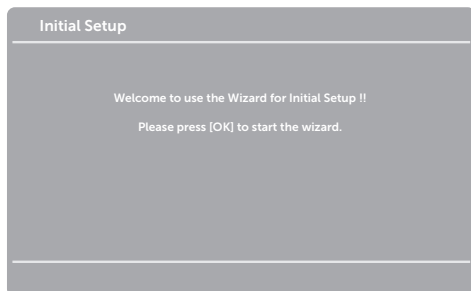 Initial Setup
Welcome to use the Wizard for Initial Setup !!
Please press [OK] to start the wizard.